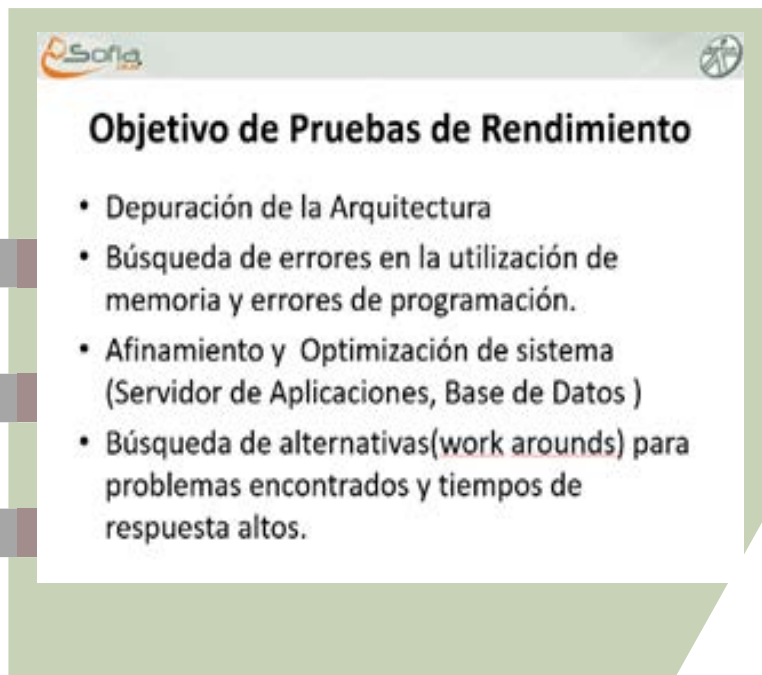 Sofia
Objetivo de Pruebas de Rendimiento
• Depuración de la Arquitectura
• Búsqueda de errores en la utilización de
memoria y errores de programación.
• Afinamiento y Optimización de sistema
(Servidor de Aplicaciones, Base de Datos )
• Búsqueda de alternativas(work arounds) para
problemas encontrados y tiempos de
respuesta altos.